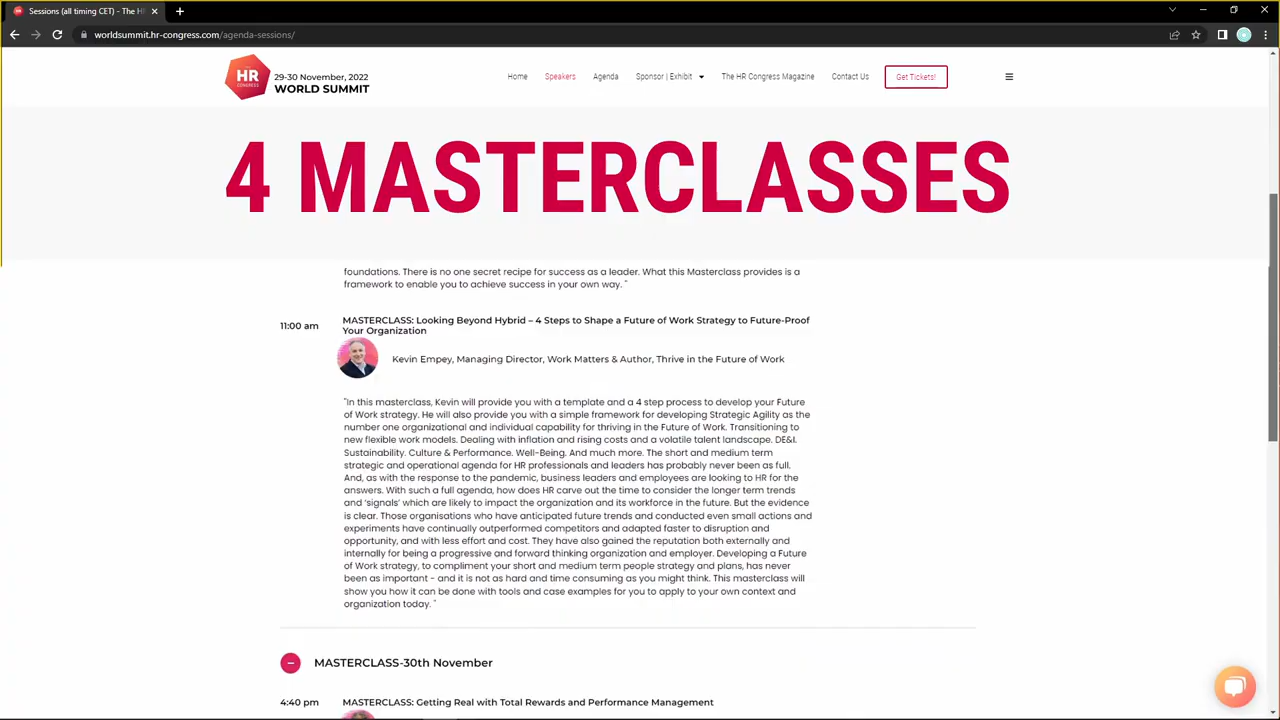 Sessions (all timing CET) - The H
worldsummit.hr-congress.com/agenda-sessions/
HR
CONGRESS
29-30 November, 2022
WORLD SUMMIT
Home
Speakers
Agenda
Sponsor | Exhibit
The HR Congress Magazine
Contact Us
Get Tickets!
4 MASTERCLASSES
foundations. There is no one secret recipe for success as a leader. What this Masterclass provides is a
framework to enable you to achieve success in your own way. "
11:00 am
MASTERCLASS: Looking Beyond Hybrid – 4 Steps to Shape a Future of Work Strategy to Future-Proof
Your Organization
Kevin Empey, Managing Director, Work Matters & Author, Thrive in the Future of Work
"In this masterclass, Kevin will provide you with a template and a 4 step process to develop your Future
of Work strategy. He will also provide you with a simple framework for developing Strategic Agility as the
number one organizational and individual capability for thriving in the Future of Work. Transitioning to
new flexible work models. Dealing with inflation and rising costs and a volatile talent landscape. DE&I.
Sustainability. Culture & Performance. Well-Being. And much more. The short and medium term
strategic and operational agenda for HR professionals and leaders has probably never been as full.
And, as with the response to the pandemic, business leaders and employees are looking to HR for the
answers. With such a full agenda, how does HR carve out the time to consider the longer term trends
and 'signals' which are likely to impact the organization and its workforce in the future. But the evidence
is clear. Those organisations who have anticipated future trends and conducted even small actions and
experiments have continually outperformed competitors and adapted faster to disruption and
opportunity, and with less effort and cost. They have also gained the reputation both externally and
internally for being a progressive and forward thinking organization and employer. Developing a Future
of Work strategy, to compliment your short and medium term people strategy and plans, has never
been as important - and it is not as hard and time consuming as you might think. This masterclass will
show you how it can be done with tools and case examples for you to apply to your own context and
organization today. "
MASTERCLASS-30th November
4:40 pm
MASTERCLASS: Getting Real with Total Rewards and Performance Management